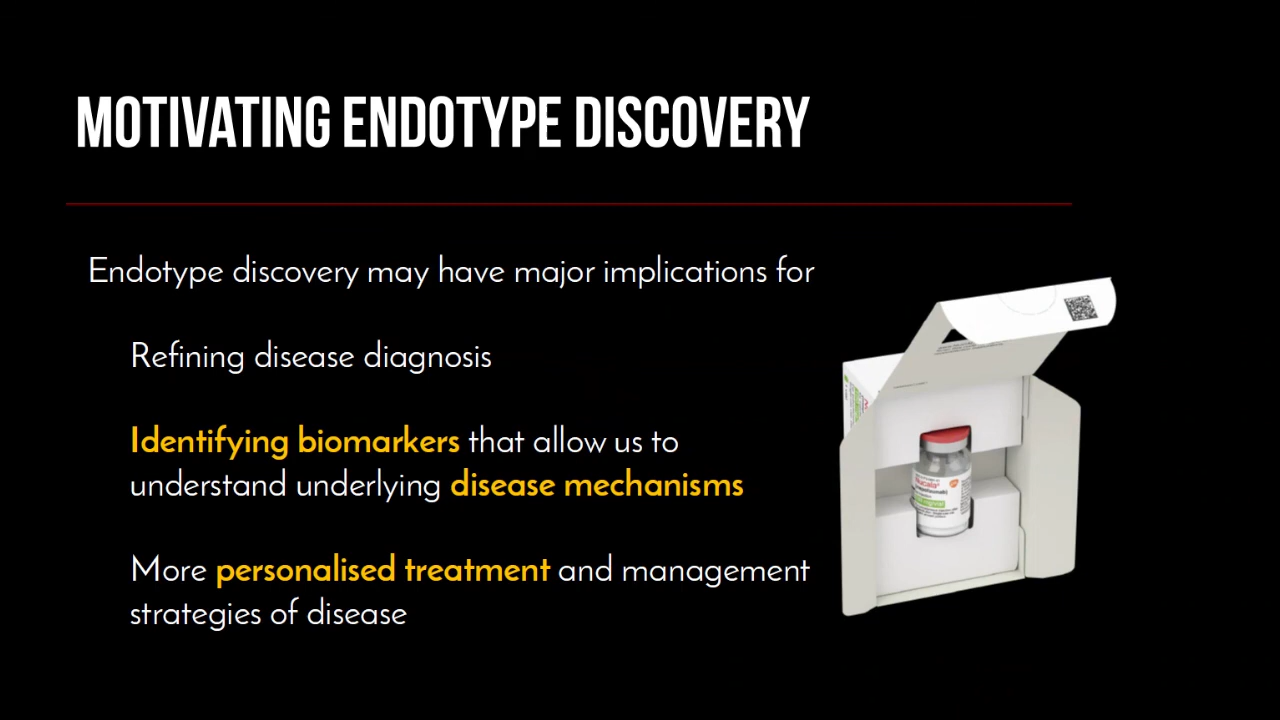 MOTIVATING ENDOTYPE DISCOVERY
Endotype discovery may have major implications for
Refining disease diagnosis
Identifying biomarkers that allow us to
understand underlying disease mechanisms
More personalised treatment and management
strategies of disease